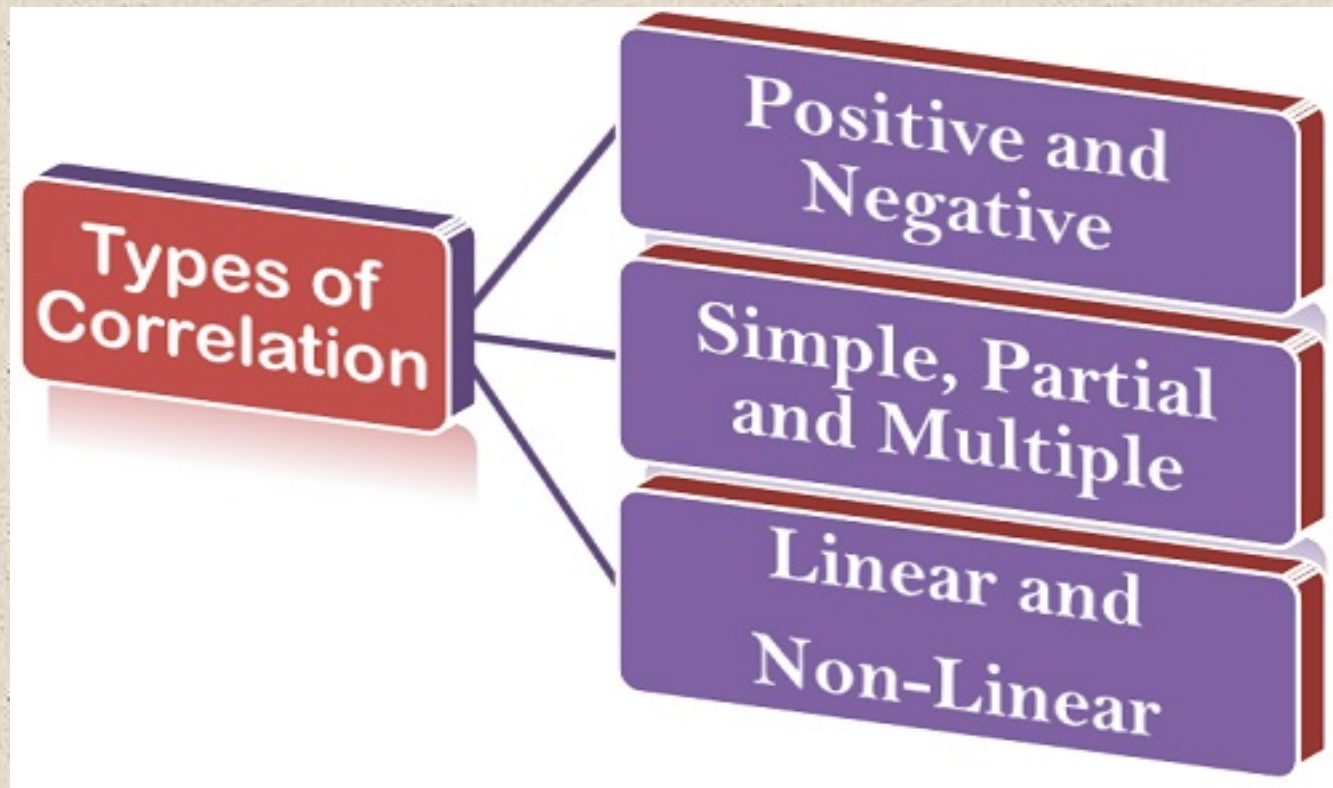 Types of
Correlation
Positive and
Negative
Simple, Partial
and Multiple
Linear and
Non-Linear